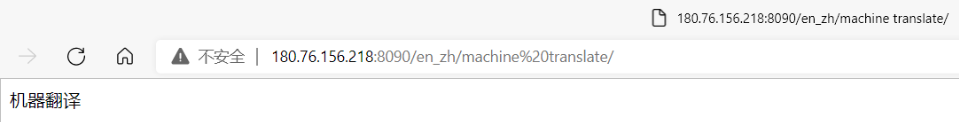 180.76.156.218:8090/en_zh/machine translate/
不安全 | 180.76.156.218:8090/en_zh/machine%20translate/
机器翻译